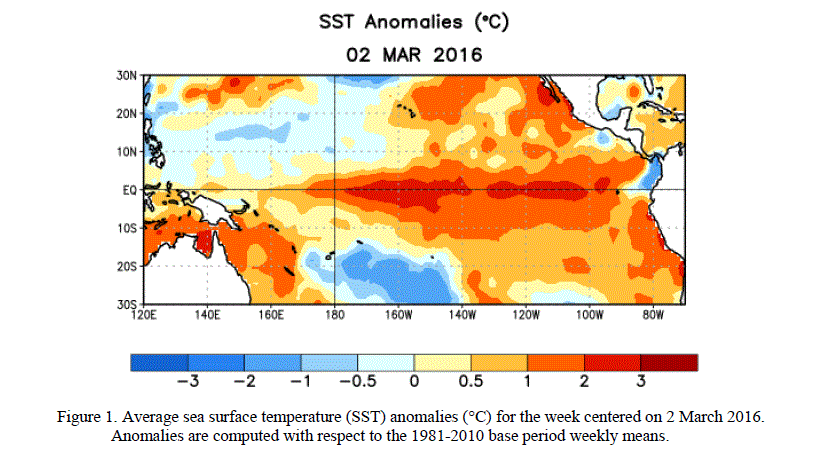 SST Anomalies (°C)
02 MAR 2016
30N
20N
10N
EQ
10S
20S
30S
120E 140E 160E 180 160W 140W 120W 100W 80W
−3 −2 −1 −0.5 0 0.5 1 2 3
Figure 1. Average sea surface temperature (SST) anomalies (°C) for the week centered on 2 March 2016.
Anomalies are computed with respect to the 1981-2010 base period weekly means.